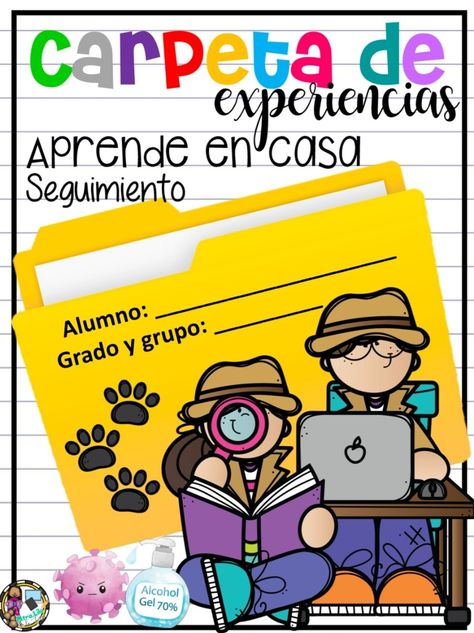 Carpeta de
experiencias
Aprende en casa
Seguimiento
Alumno:
Grado y grupo:
Alcohol
Gel 70%